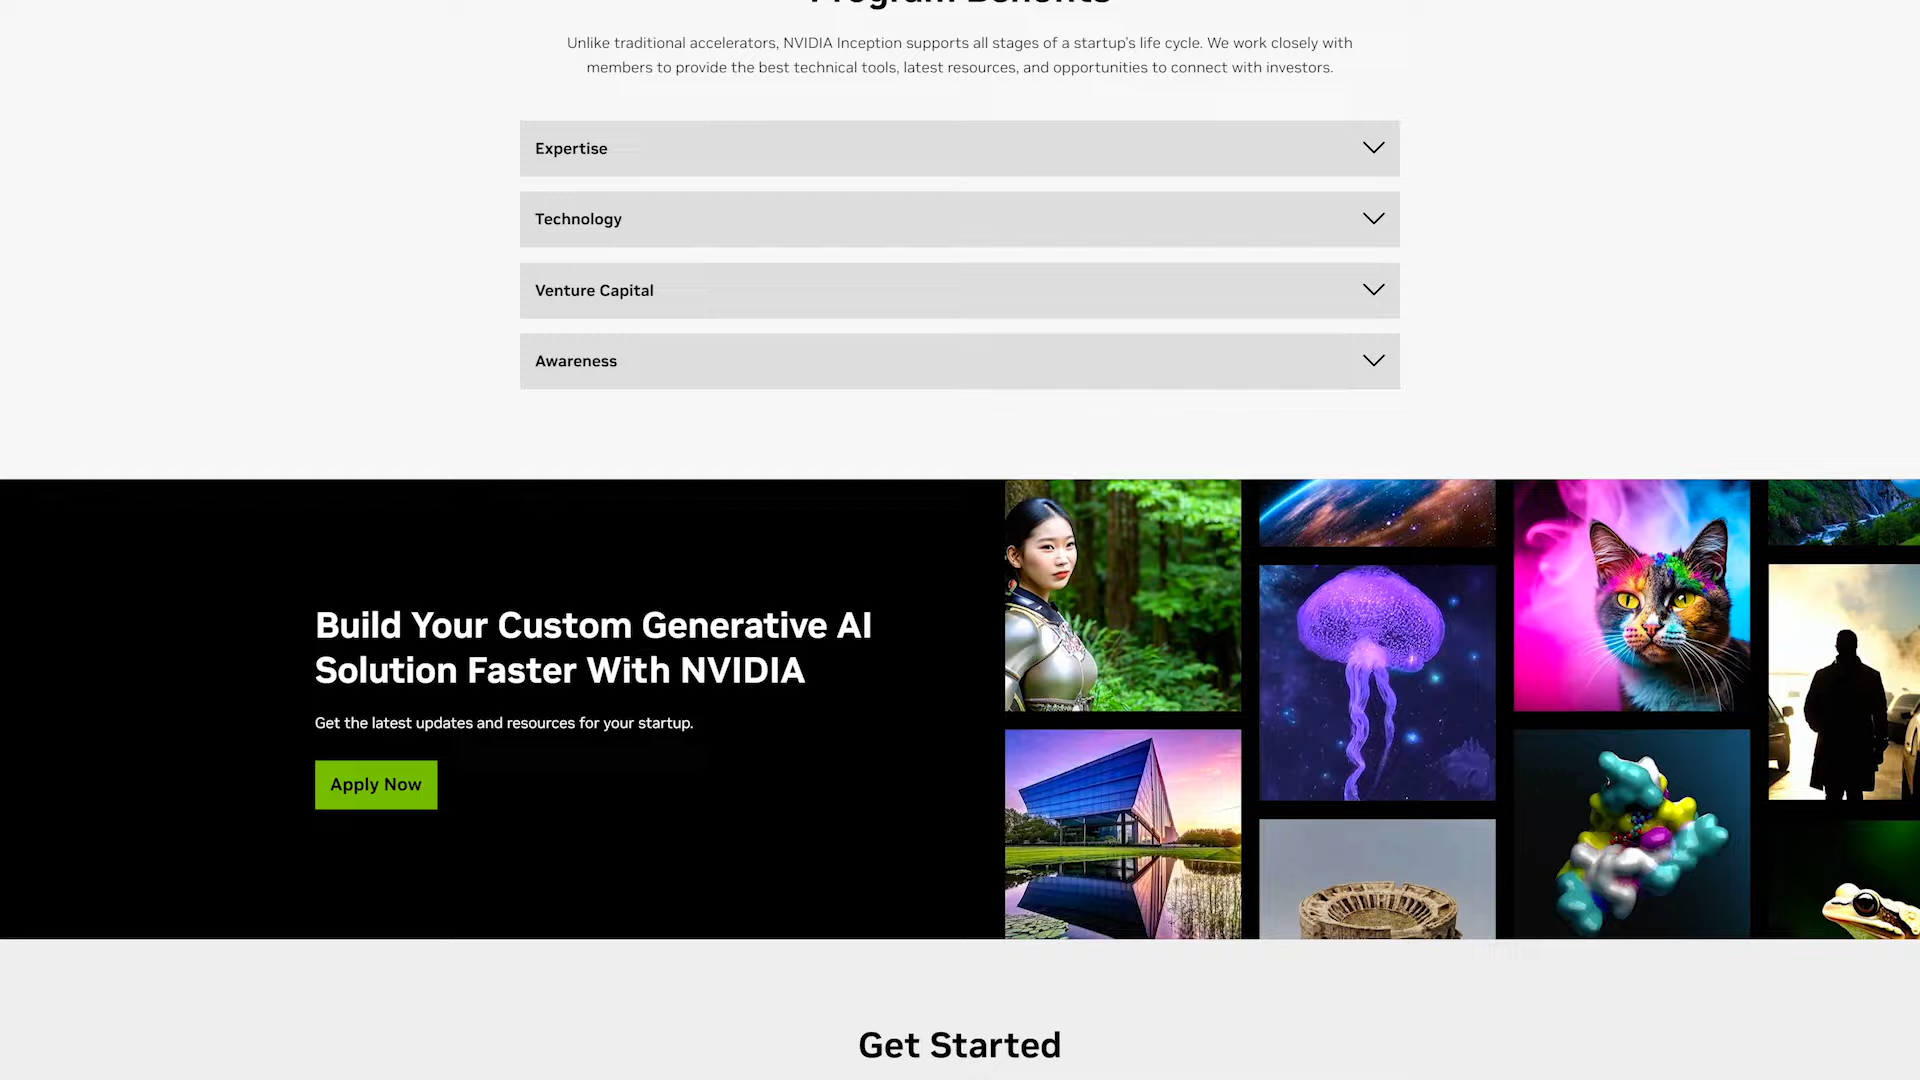 Program Benefits
Unlike traditional accelerators, NVIDIA Inception supports all stages of a startup's life cycle. We work closely with
members to provide the best technical tools, latest resources, and opportunities to connect with investors.
Expertise
Technology
Venture Capital
Awareness
Build Your Custom Generative AI
Solution Faster With NVIDIA
Get the latest updates and resources for your startup.
Apply Now
Get Started